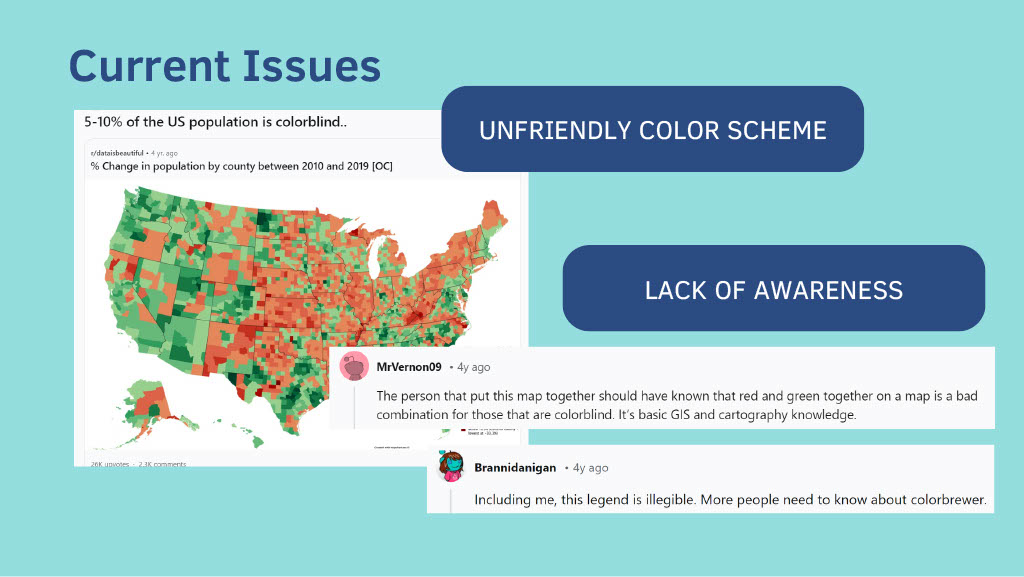 Current Issues
5-10% of the US population is colorblind..
UNFRIENDLY COLOR SCHEME
r/dataisbeautiful • 4 yr. ago
% Change in population by county between 2010 and 2019 [OC]
LACK OF AWARENESS
MrVernon09 • 4y ago
The person that put this map together should have known that red and green together on a map is a bad
combination for those that are colorblind. It's basic GIS and cartography knowledge.
26K upvotes · 2.3K comments
Brannidanigan • 4y ago
Including me, this legend is illegible. More people need to know about colorbrewer.